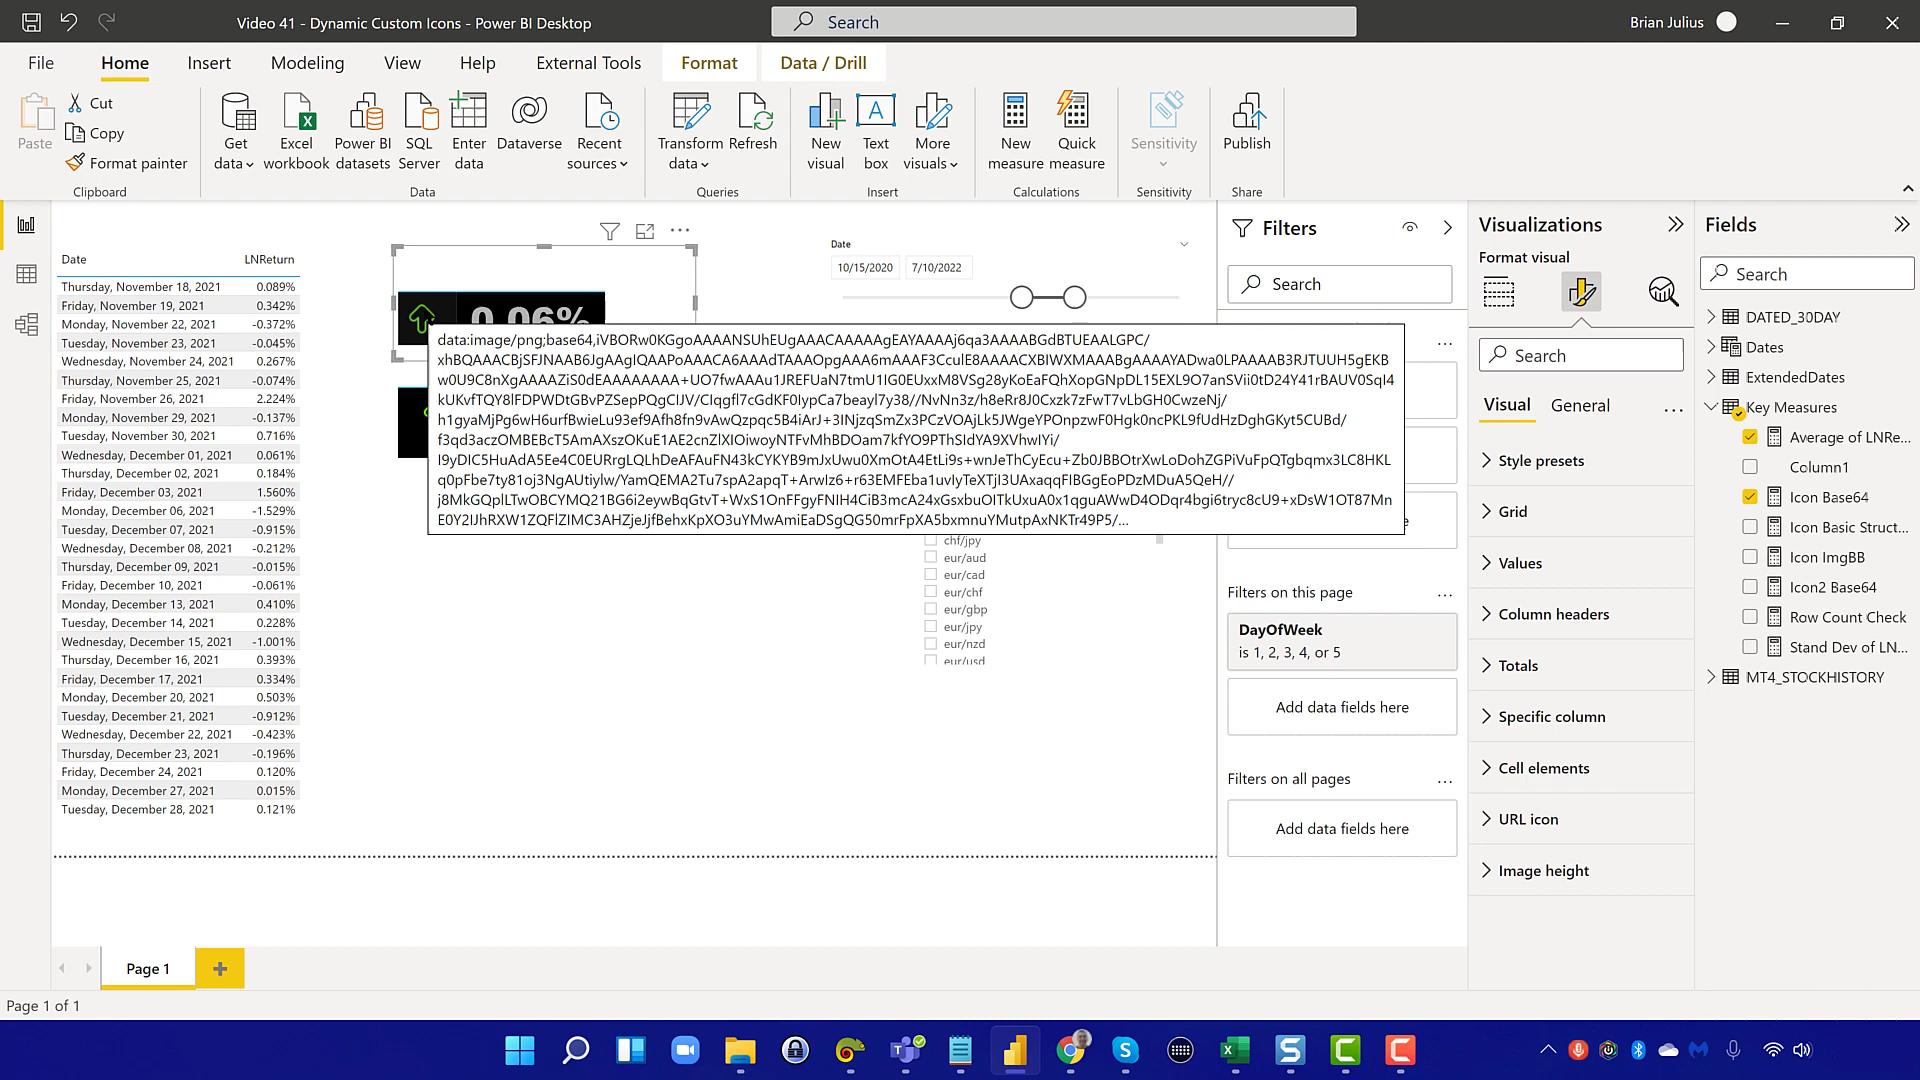 Video 41 - Dynamic Custom Icons - Power BI Desktop
Search
Brian Julius
File
Home
Insert
Modeling
View
Help
External Tools
Format
Data / Drill
Paste
Cut
Copy
Format painter
Clipboard
Get data
Excel workbook
Power BI datasets
SQL Server
Enter data
Dataverse
Recent sources
Data
Transform data
Refresh
Queries
New visual
Text box
More visuals
Insert
New measure
Quick measure
Calculations
Sensitivity
Sensitivity
Publish
Share
Date LNReturn
Thursday, November 18, 2021 0.089%
Friday, November 19, 2021 0.342%
Monday, November 22, 2021 -0.372%
Tuesday, November 23, 2021 -0.045%
Wednesday, November 24, 2021 0.267%
Thursday, November 25, 2021 -0.074%
Friday, November 26, 2021 2.224%
Monday, November 29, 2021 -0.137%
Tuesday, November 30, 2021 0.716%
Wednesday, December 01, 2021 0.061%
Thursday, December 02, 2021 0.184%
Friday, December 03, 2021 1.560%
Monday, December 06, 2021 -1.529%
Tuesday, December 07, 2021 -0.915%
Wednesday, December 08, 2021 -0.212%
Thursday, December 09, 2021 -0.015%
Friday, December 10, 2021 -0.061%
Monday, December 13, 2021 0.410%
Tuesday, December 14, 2021 0.228%
Wednesday, December 15, 2021 -1.001%
Thursday, December 16, 2021 0.393%
Friday, December 17, 2021 0.334%
Monday, December 20, 2021 0.503%
Tuesday, December 21, 2021 -0.912%
Wednesday, December 22, 2021 -0.423%
Thursday, December 23, 2021 -0.196%
Friday, December 24, 2021 0.120%
Monday, December 27, 2021 0.015%
Tuesday, December 28, 2021 0.121%
0.06%
Date
10/15/2020 7/10/2022
data:image/png;base64,
chf/jpy
eur/aud
eur/cad
eur/chf
eur/gbp
eur/jpy
eur/nzd
eur/usd
Filters
Search
Filters on this page
DayOfWeek
is 1, 2, 3, 4, or 5
Add data fields here
Filters on all pages
Add data fields here
Visualizations
Format visual
Search
Visual
General
Style presets
Grid
Values
Column headers
Totals
Specific column
Cell elements
URL icon
Image height
Fields
Search
DATED_30DAY
Dates
ExtendedDates
Key Measures
Average of LNRe...
Column1
Icon Base64
Icon Basic Struct...
Icon ImgBB
Icon2 Base64
Row Count Check
Stand Dev of LN...
MT4_STOCKHISTORY
Page 1
Page 1 of 1